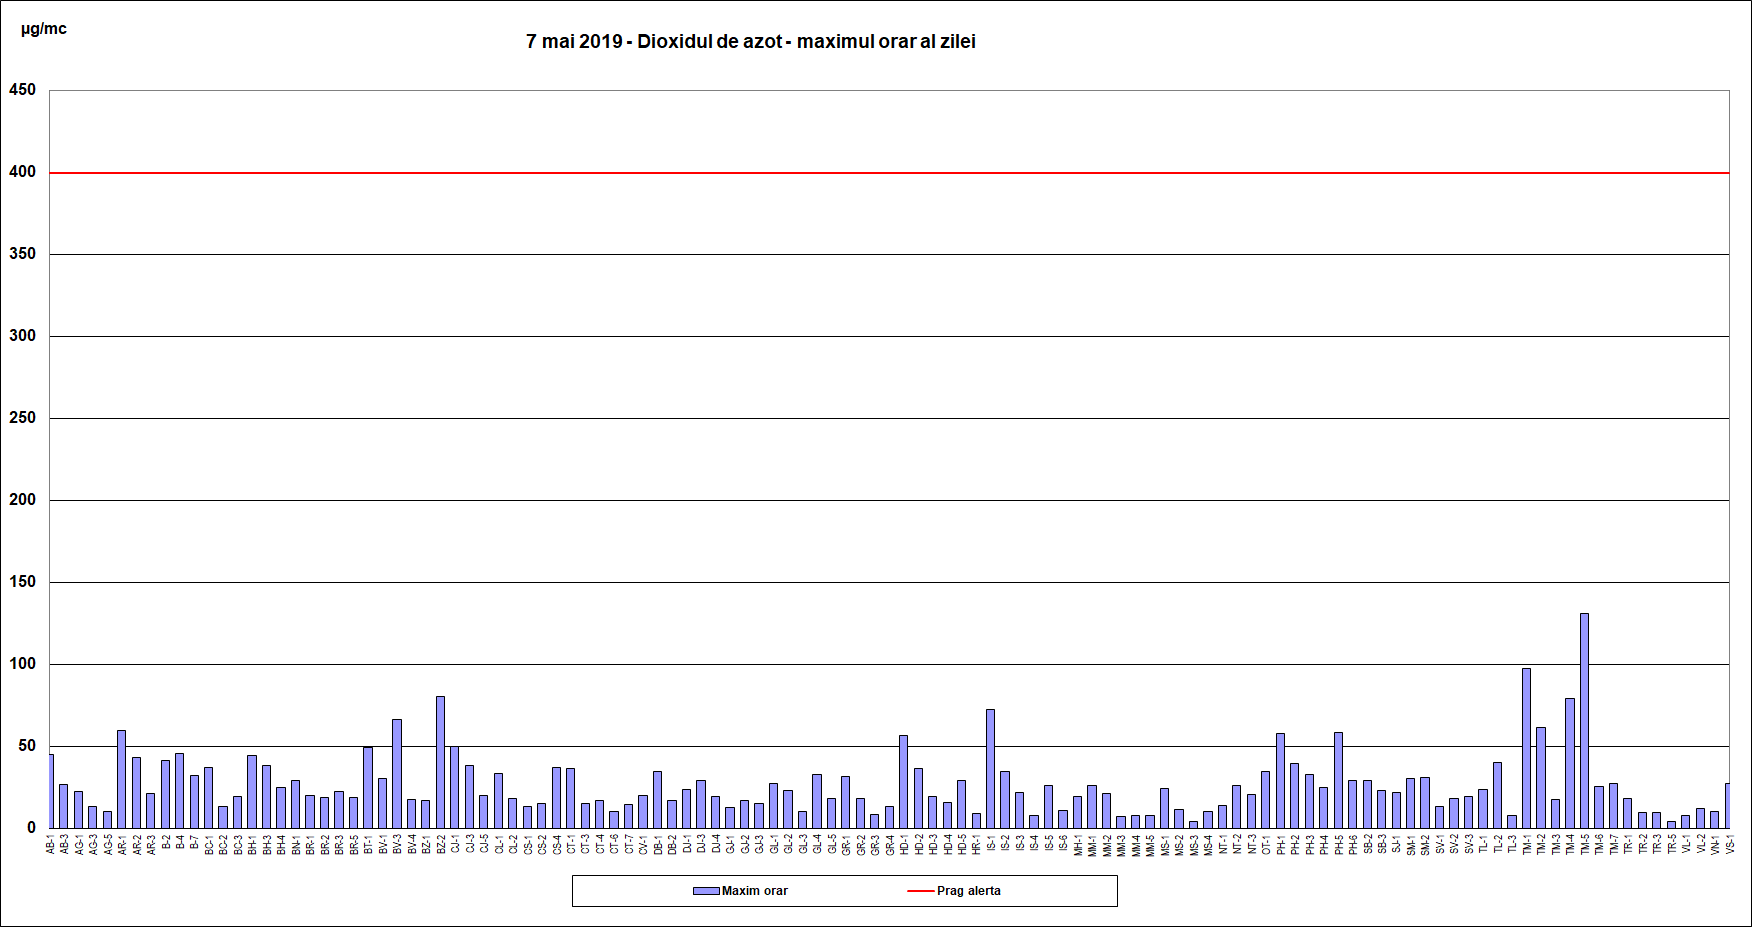 µg/mc
7 mai 2019 - Dioxidul de azot - maximul orar al zilei
450
400
350
300
250
200
150
100
50
0
AB-1 AB-3 AG-1 AG-3 AG-5 AR-1 AR-2 AR-3 B-2 B-4 B-7 BC-1 BC-2 BC-3 BH-1 BH-3 BH-4 BN-1 BR-1 BR-2 BR-3 BR-5 BT-1 BV-1 BV-3 BV-4 BZ-1 BZ-2 CJ-1 CJ-3 CJ-5 CL-1 CL-2 CS-1 CS-2 CS-4 CT-1 CT-3 CT-4 CT-6 CT-7 CV-1 DB-1 DB-2 DJ-1 DJ-3 DJ-4 GJ-1 GJ-2 GJ-3 GL-1 GL-2 GL-3 GL-4 GL-5 GR-1 GR-2 GR-3 GR-4 HD-1 HD-2 HD-3 HD-4 HD-5 HR-1 IS-1 IS-2 IS-3 IS-4 IS-5 IS-6 MH-1 MM-1 MM-2 MM-3 MM-4 MM-5 MS-1 MS-2 MS-3 MS-4 NT-1 NT-2 NT-3 OT-1 PH-1 PH-2 PH-3 PH-4 PH-5 PH-6 SB-2 SB-3 SJ-1 SM-1 SM-2 SV-1 SV-2 SV-3 TL-1 TL-2 TL-3 TM-1 TM-2 TM-3 TM-4 TM-5 TM-6 TM-7 TR-1 TR-2 TR-3 TR-5 VL-1 VL-2 VN-1 VS-1
Maxim orar
Prag alerta